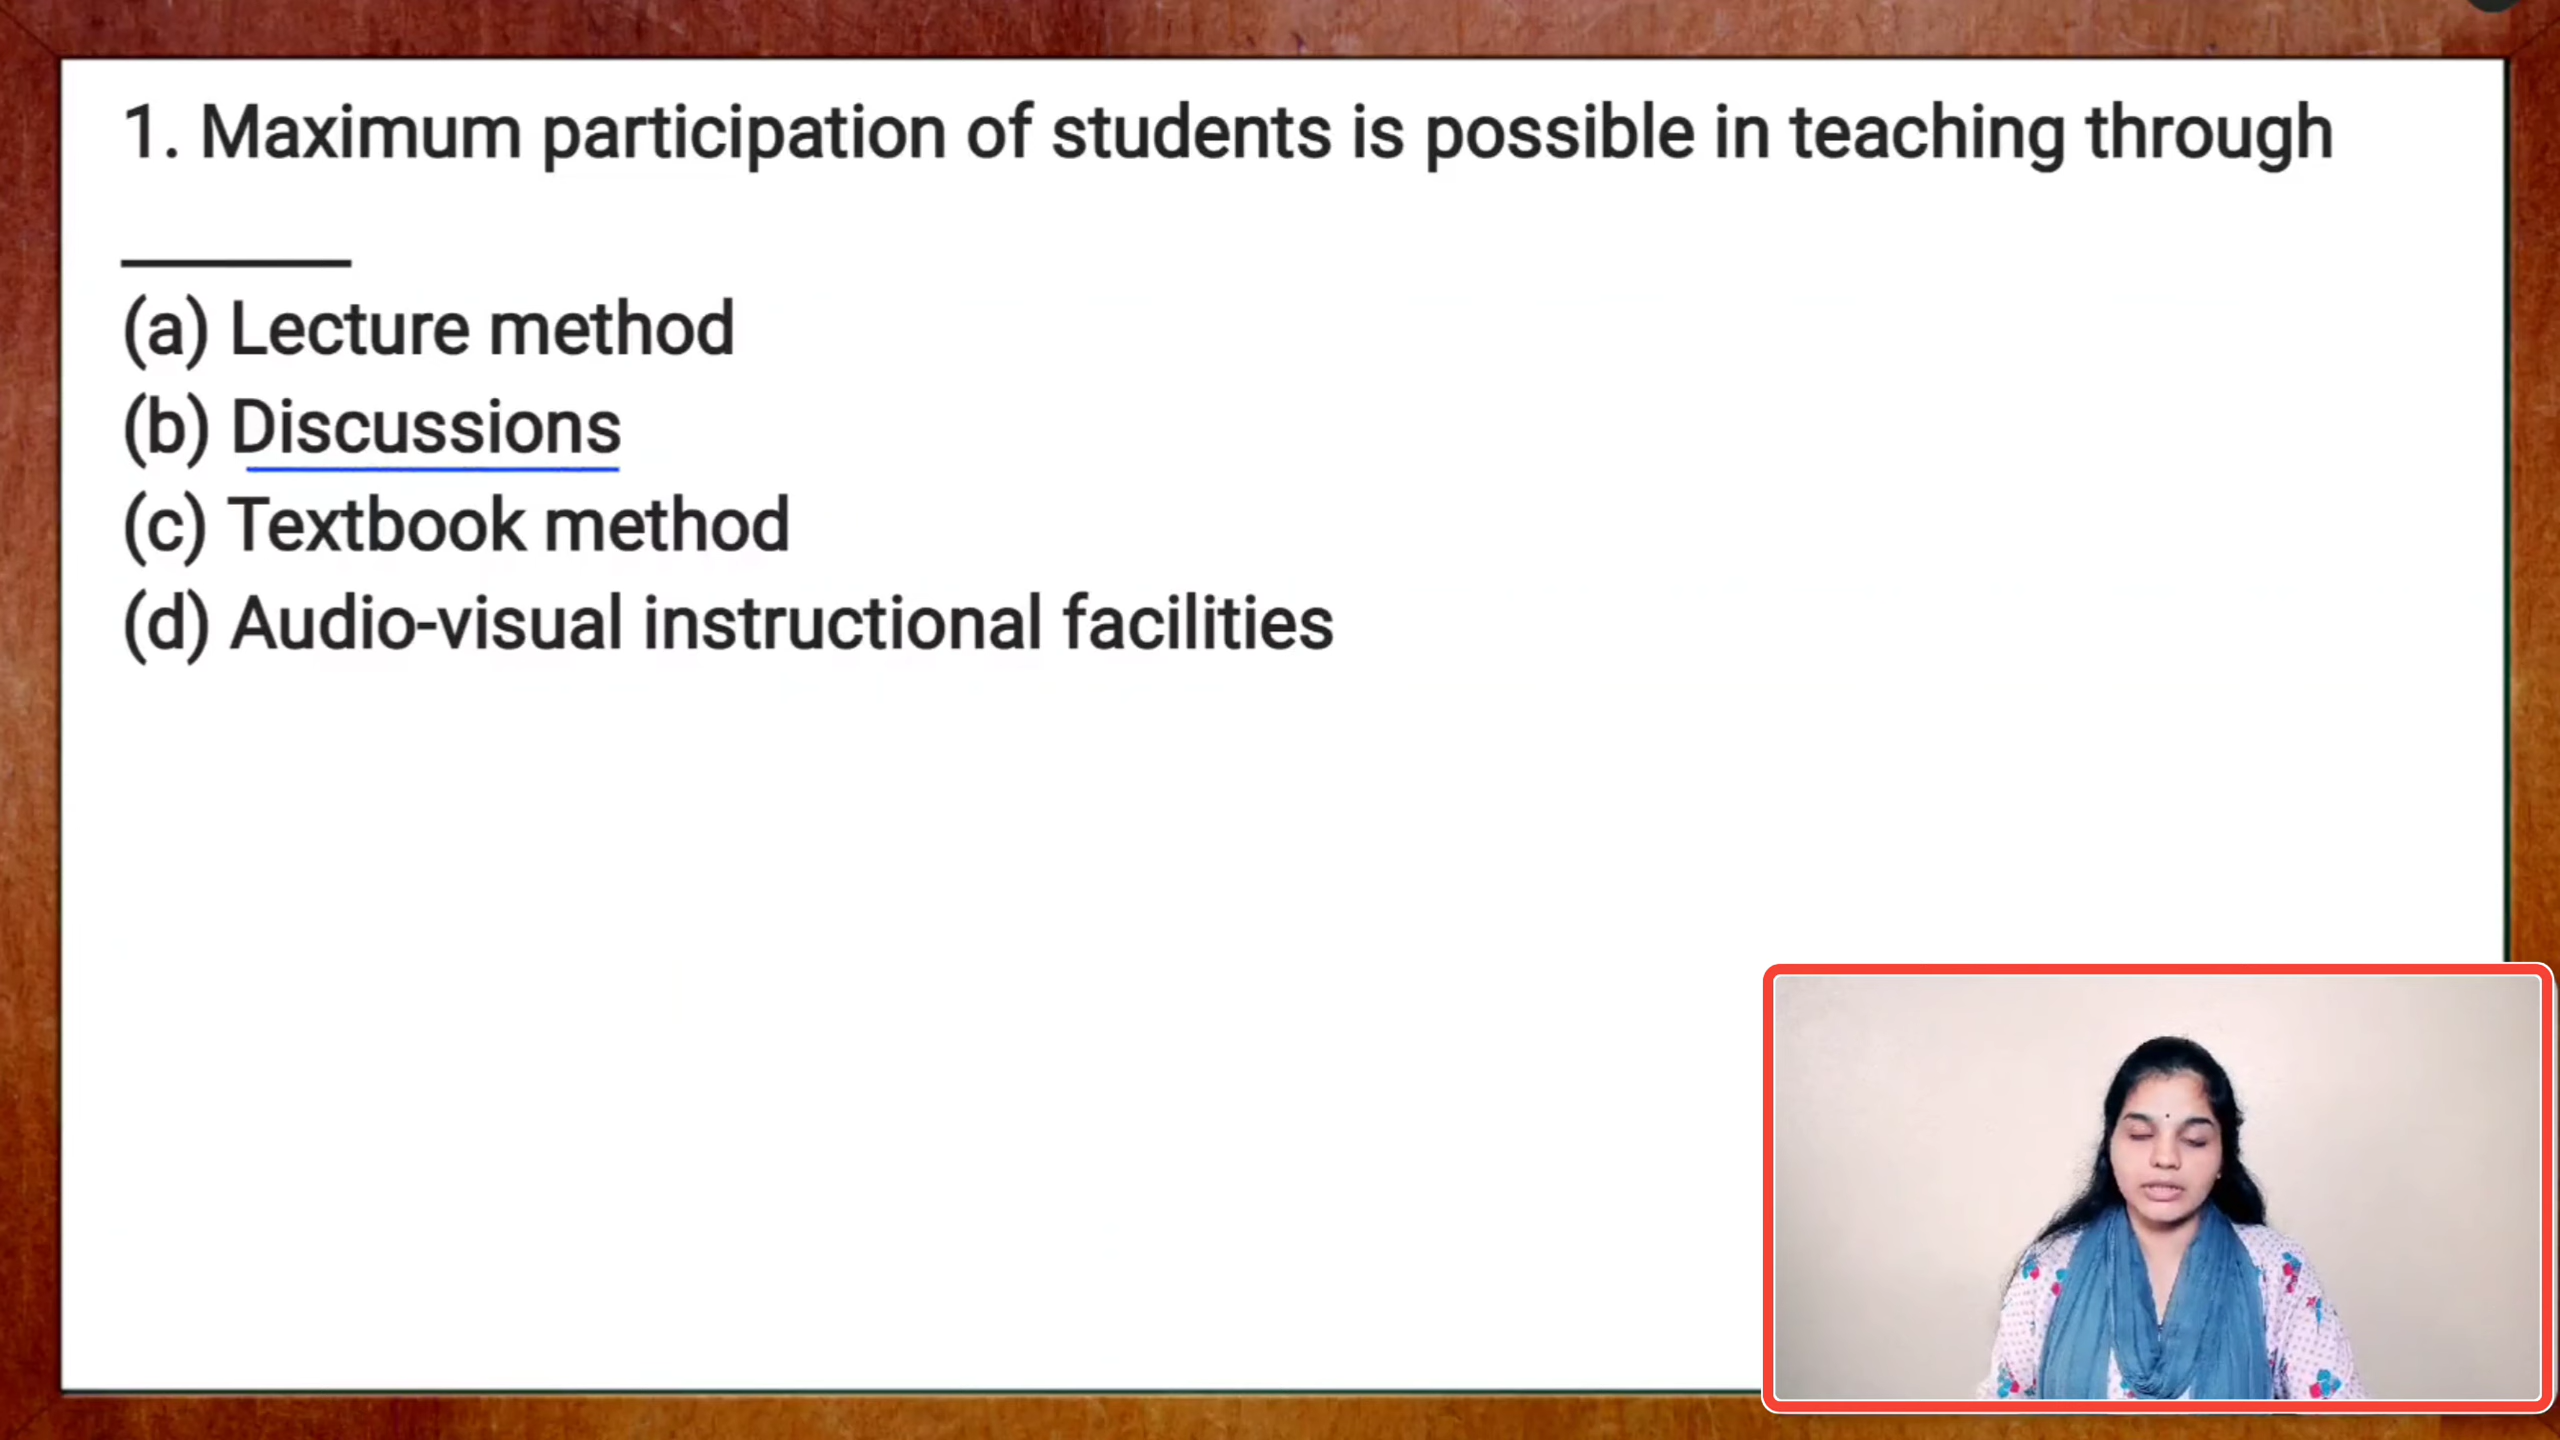 1. Maximum participation of students is possible in teaching through
______
(a) Lecture method
(b) Discussions
(c) Textbook method
(d) Audio-visual instructional facilities